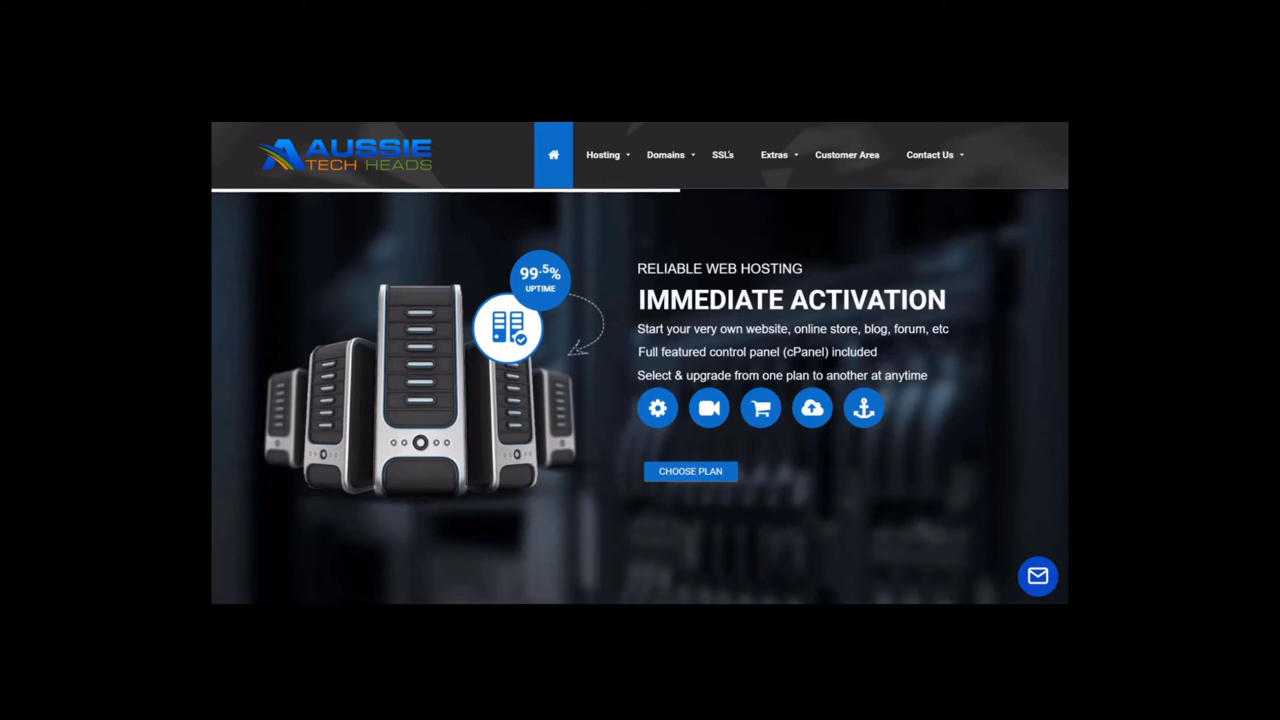 AUSSIE
TECH HEADS
Hosting
Domains
SSL's
Extras
Customer Area
Contact Us
99.5%
UPTIME
RELIABLE WEB HOSTING
IMMEDIATE ACTIVATION
Start your very own website, online store, blog, forum, etc
Full featured control panel (cPanel) included
Select & upgrade from one plan to another at anytime
CHOOSE PLAN